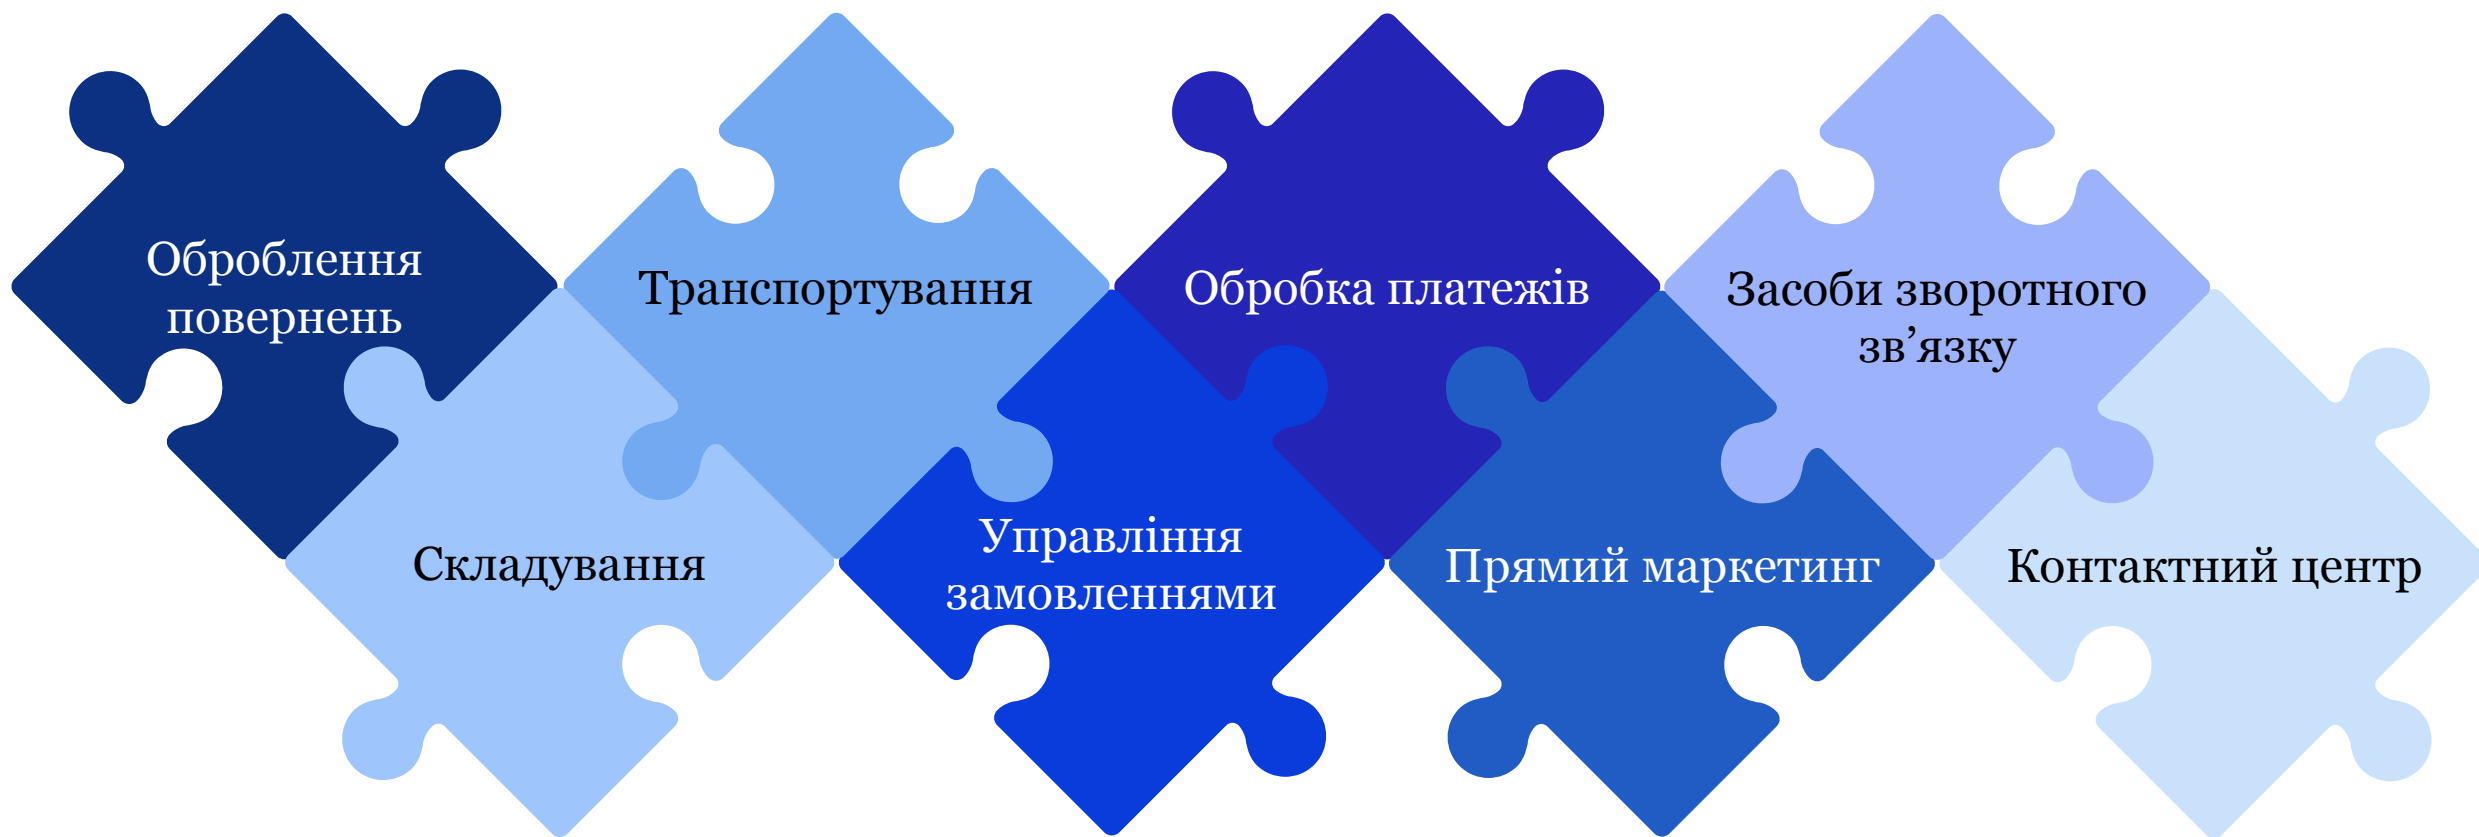 Оброблення
повернень
Транспортування
Обробка платежів
Засоби зворотного
зв’язку
Складування
Управління
замовленнями
Прямий маркетинг
Контактний центр